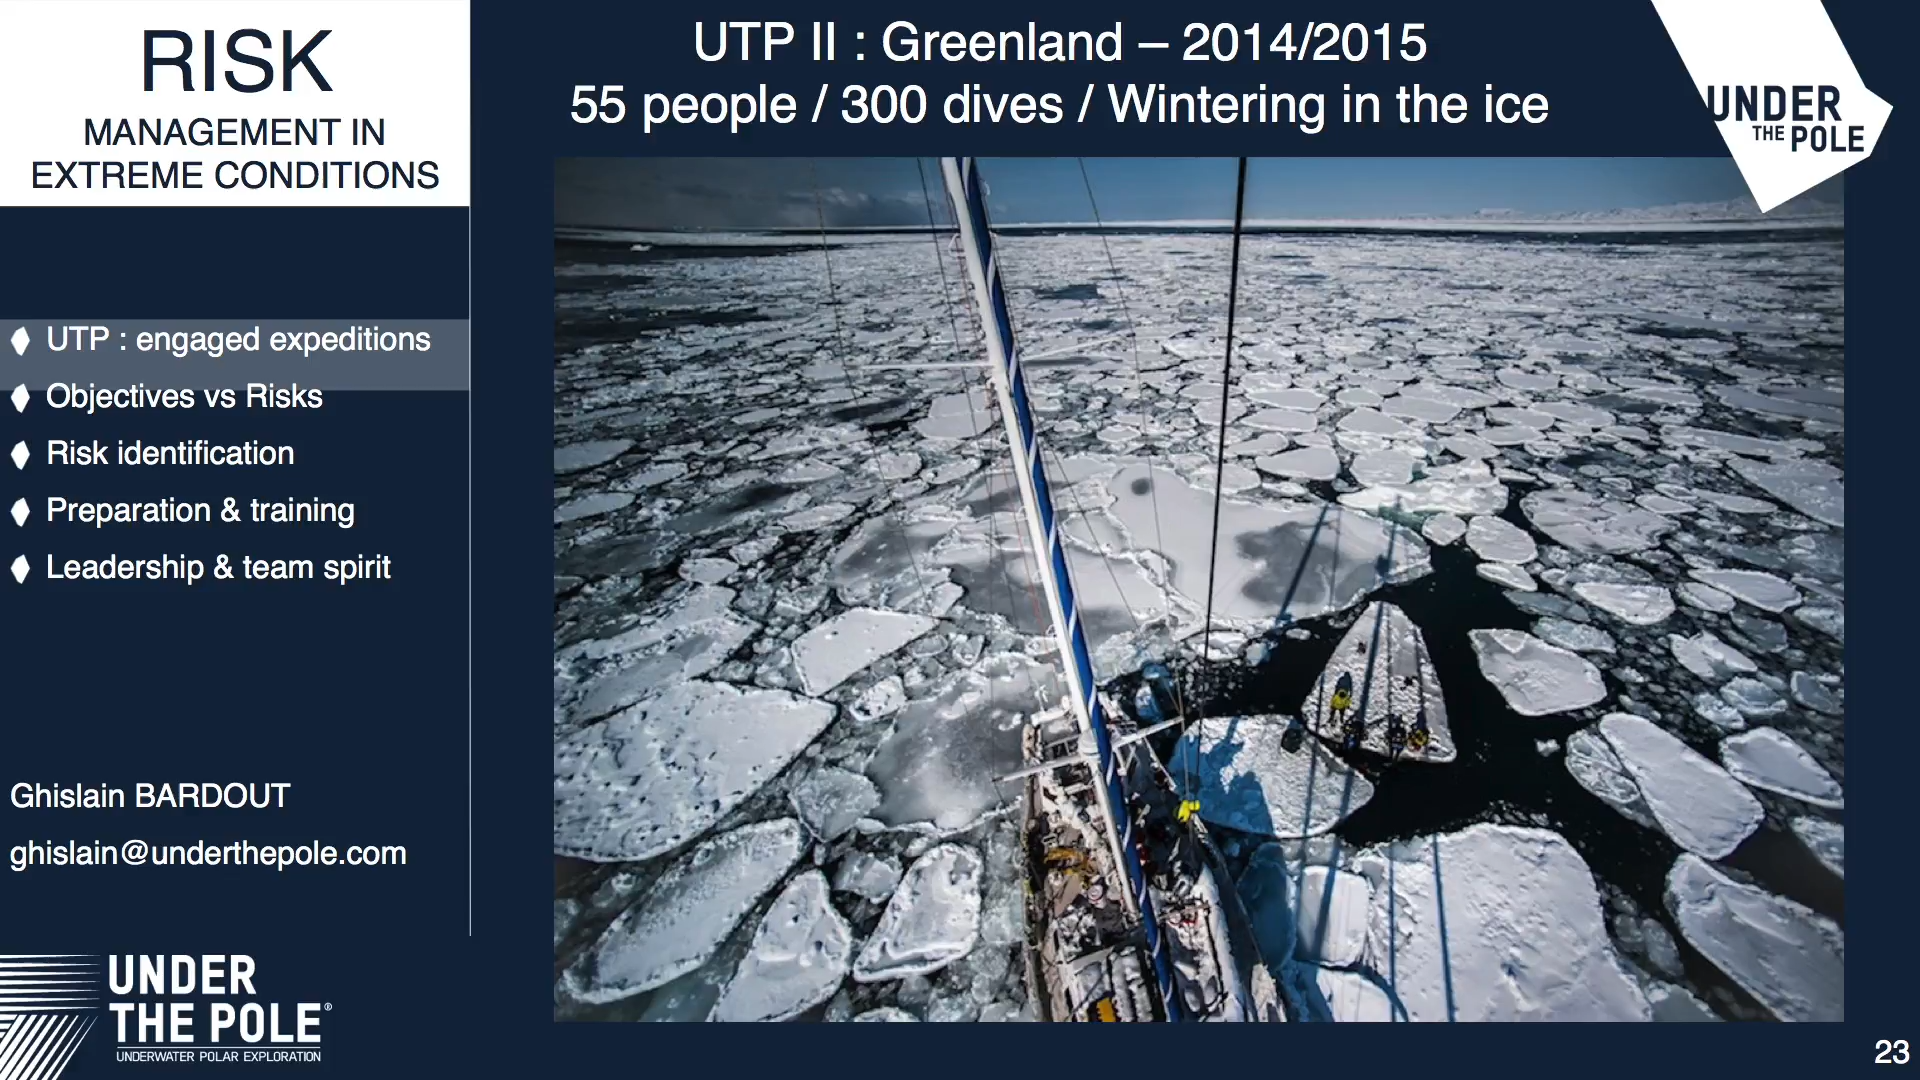 RISK
MANAGEMENT IN
EXTREME CONDITIONS
UTP : engaged expeditions
Objectives vs Risks
Risk identification
Preparation & training
Leadership & team spirit
Ghislain BARDOUT
ghislain@underthepole.com
UNDER
THE POLE®
UNDERWATER POLAR EXPLORATION
UTP II : Greenland – 2014/2015
55 people / 300 dives / Wintering in the ice
UNDER
THE POLE
23